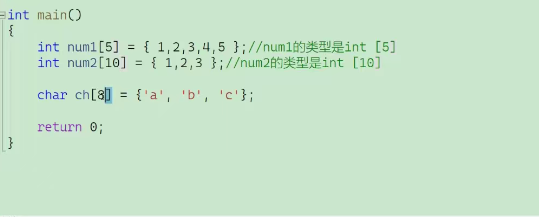 int main()
{
int num1[5] = { 1,2,3,4,5 };//num1的类型是int [5]
int num2[10] = { 1,2,3 };//num2的类型是int [10]
char ch[8] = {'a', 'b', 'c'};
return 0;
}